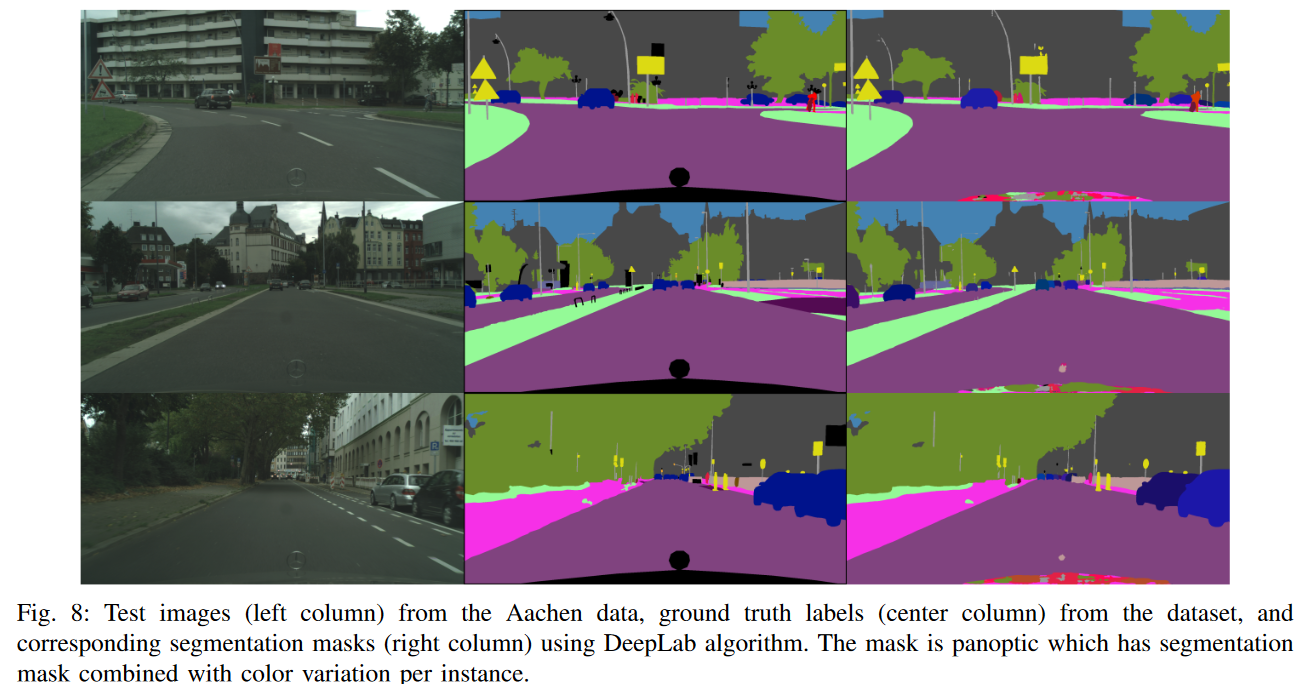 Fig. 8: Test images (left column) from the Aachen data, ground truth labels (center column) from the dataset, and
corresponding segmentation masks (right column) using DeepLab algorithm. The mask is panoptic which has segmentation
mask combined with color variation per instance.